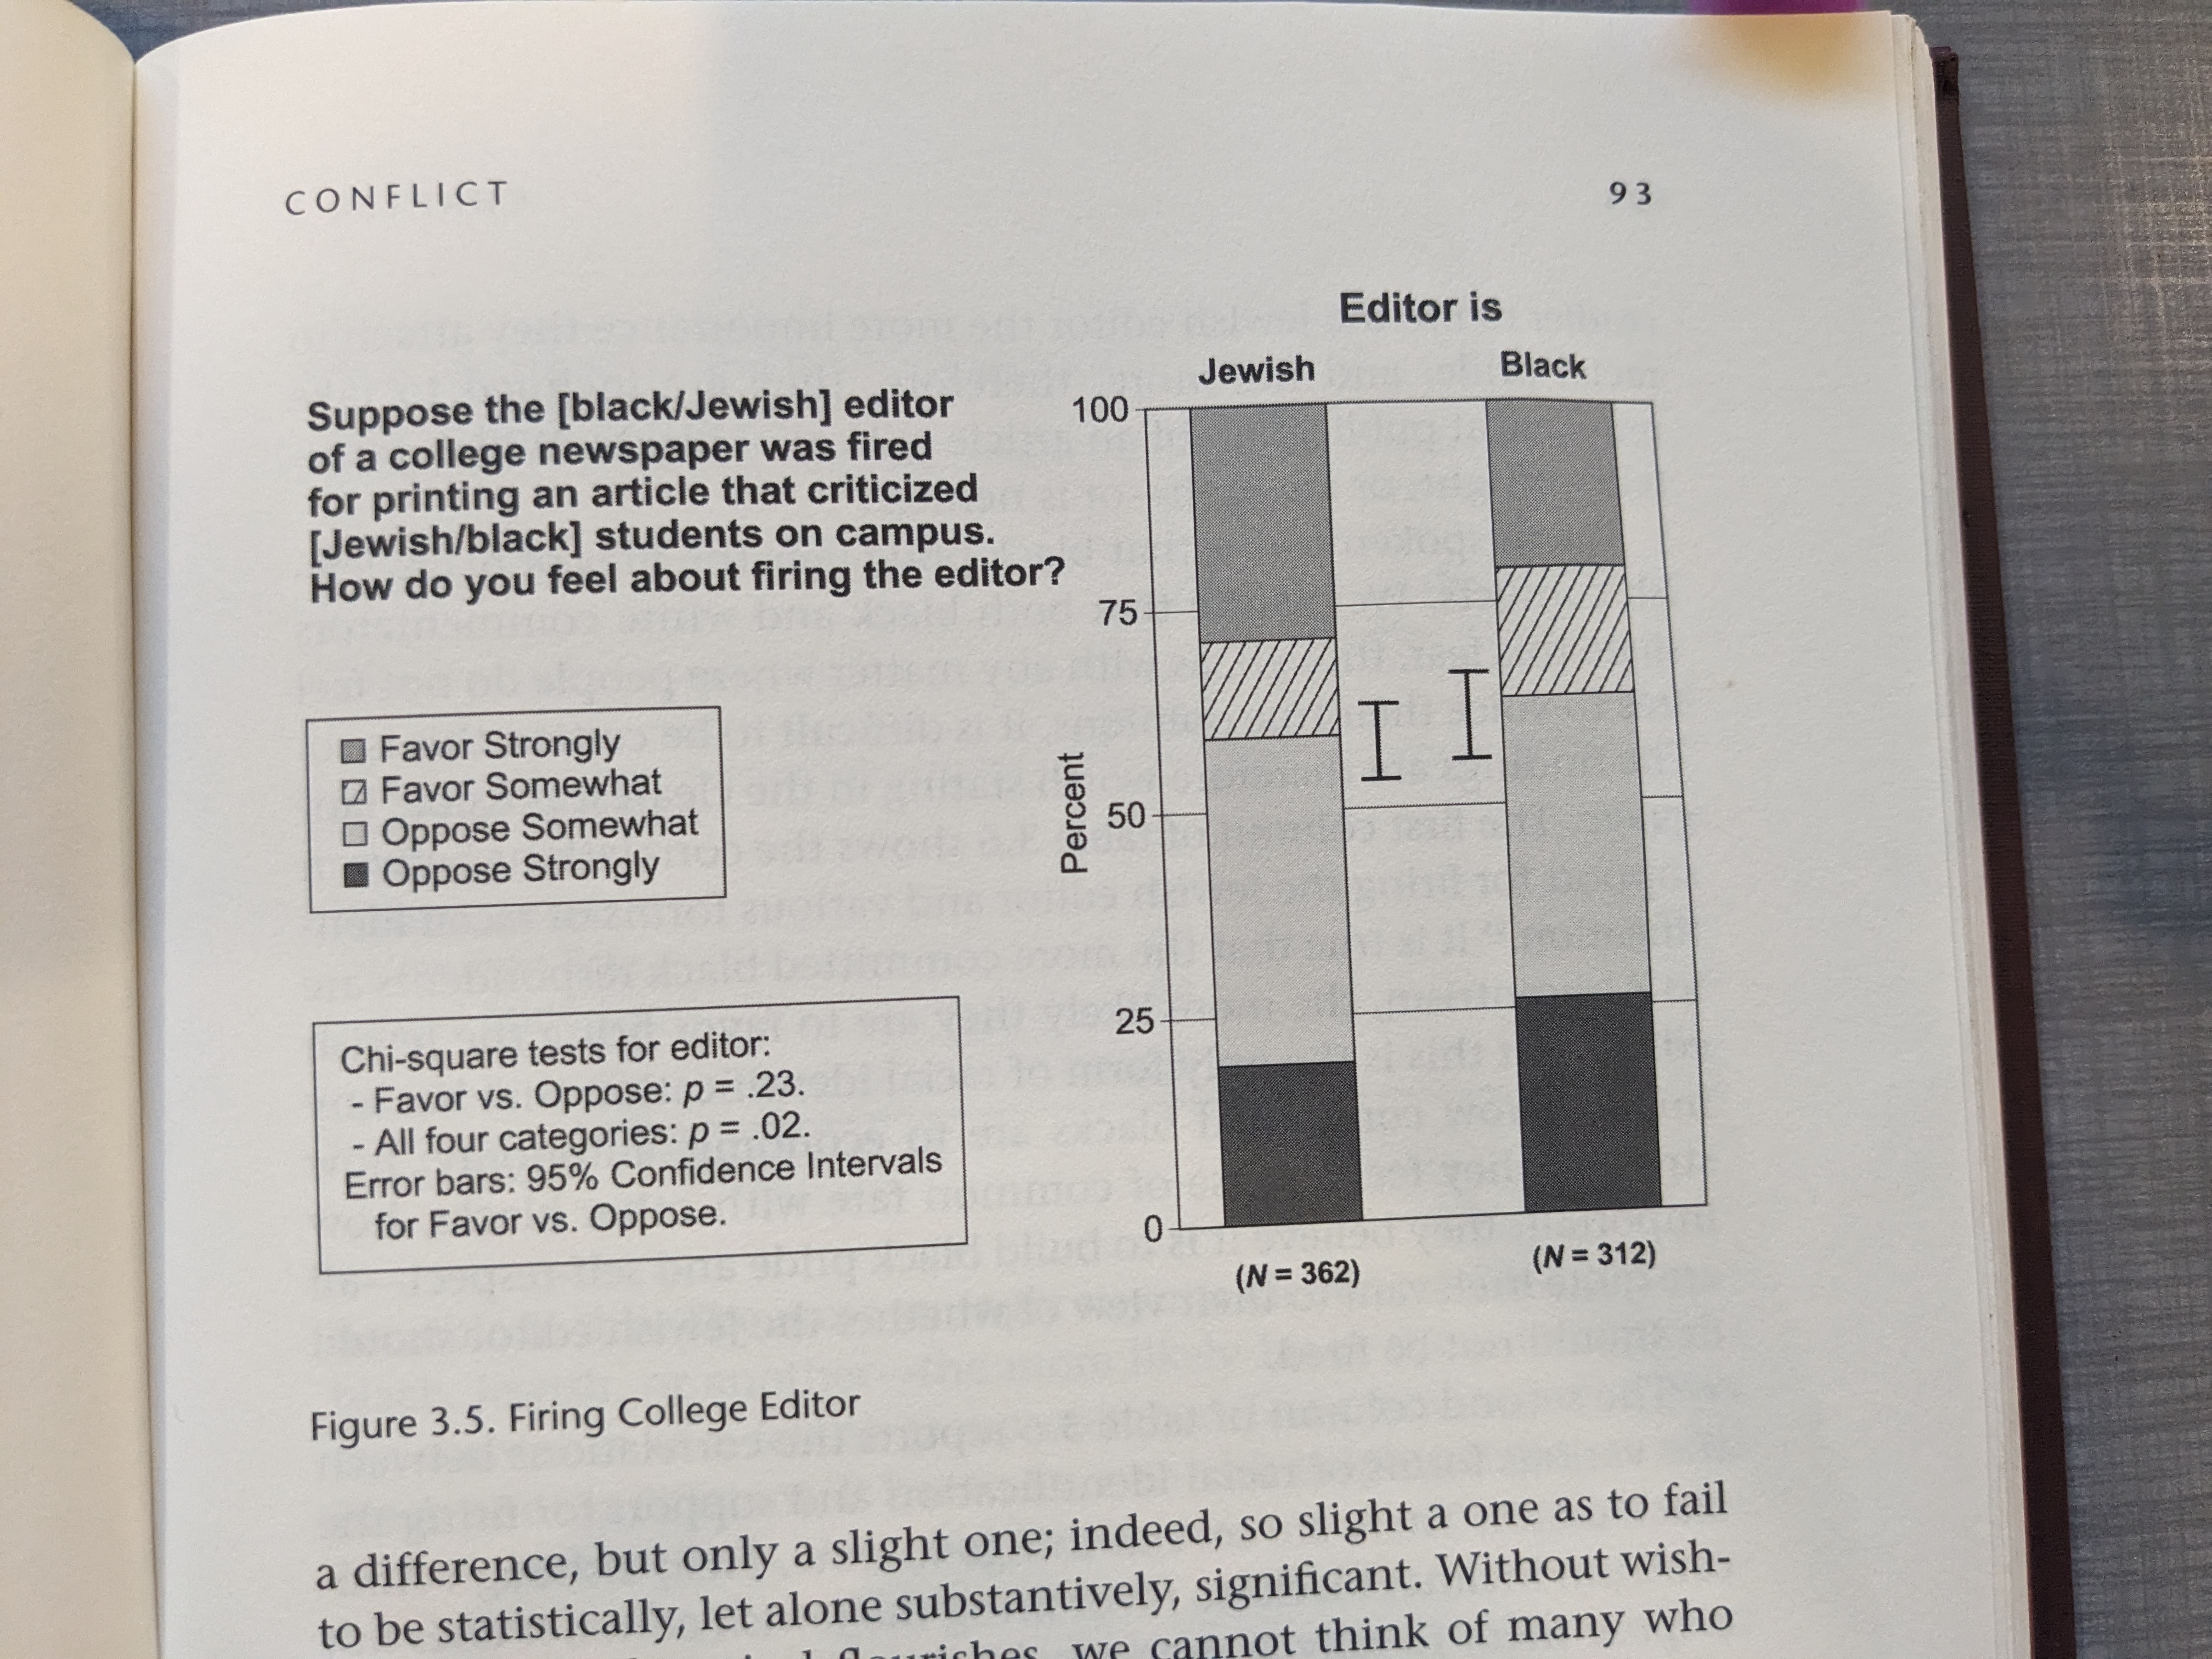 CONFLICT
93
Suppose the [black/Jewish] editor
of a college newspaper was fired
for printing an article that criticized
[Jewish/black] students on campus.
How do you feel about firing the editor?
Favor Strongly
Favor Somewhat
Oppose Somewhat
Oppose Strongly
Chi-square tests for editor:
- Favor vs. Oppose: p = .23.
- All four categories: p = .02.
Error bars: 95% Confidence Intervals
for Favor vs. Oppose.
Editor is
Jewish Black
100
75
50
25
0
Percent
(N = 362) (N = 312)
Figure 3.5. Firing College Editor
a difference, but only a slight one; indeed, so slight a one as to fail
to be statistically, let alone substantively, significant. Without wish-
flourishes, we cannot think of many who